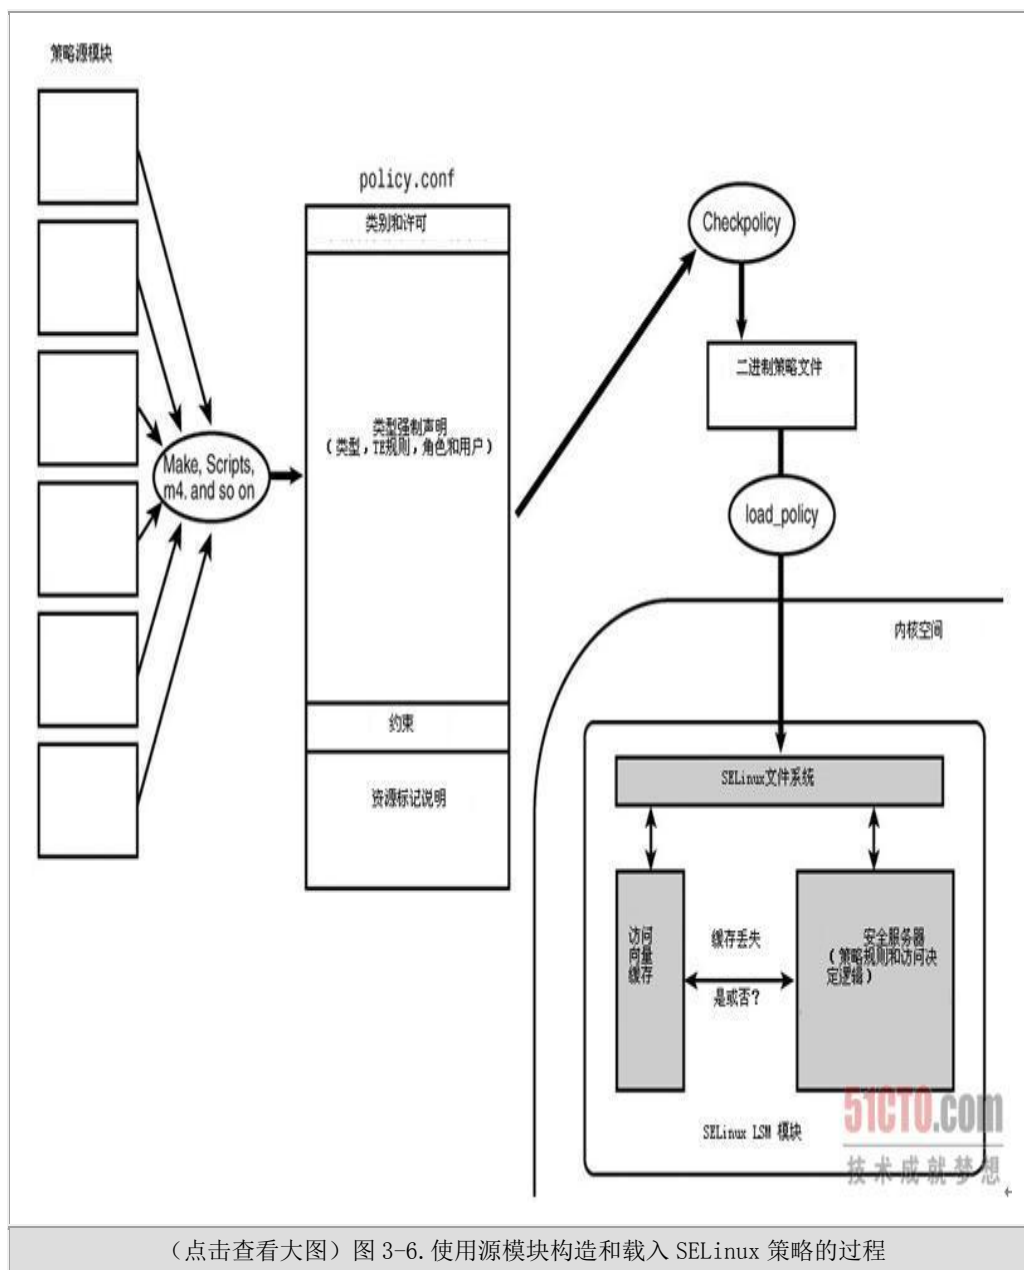 策略源模块
policy.conf
类别和许可
类型强制声明
(类型,TE规则,角色和用户)
约束
资源标记说明
Make, Scripts,
m4. and so on
Checkpolicy
二进制策略文件
load_policy
内核空间
SELinux文件系统
访问
向量
缓存
缓存丢失
是或否?
安全服务器
(策略规则和访问决
定逻辑)
SELinux LSM 模块
51CTO.com
技术成就梦想
(点击查看大图)图 3-6.使用源模块构造和载入 SELinux 策略的过程